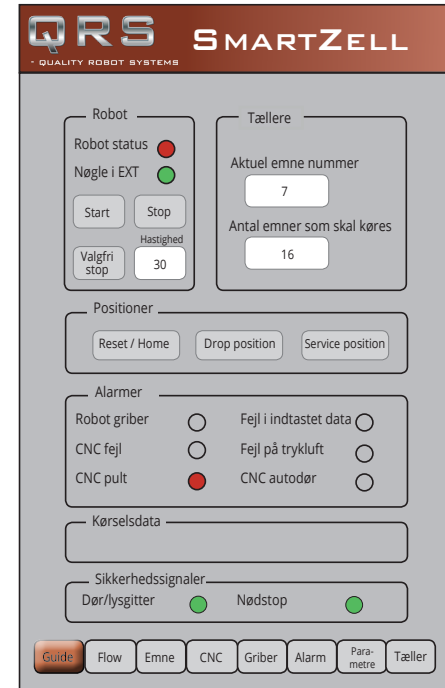 QRS
- QUALITY ROBOT SYSTEMS
SMARTZELL
Robot
Robot status
Nøgle i EXT
Start
Stop
Valgfri
stop
Hastighed
30
Tællere
Aktuel emne nummer
7
Antal emner som skal køres
16
Positioner
Reset / Home
Drop position
Service position
Alarmer
Robot griber
Fejl i indtastet data
CNC fejl
Fejl på trykluft
CNC pult
CNC autodør
Kørselsdata
Sikkerhedssignaler
Dør/lysgitter
Nødstop
Guide
Flow
Emne
CNC
Griber
Alarm
Para-
metre
Tæller